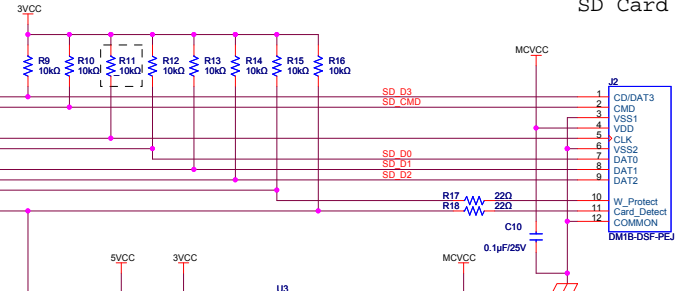 SD Card
3VCC
MCVCC
R9 R10 R11 R12 R13 R14 R15 R16
10kΩ 10kΩ 10kΩ 10kΩ 10kΩ 10kΩ 10kΩ 10kΩ
J2
SD_D3 1 CD/DAT3
SD_CMD 2 CMD
3 VSS1
4 VDD
5 CLK
6 VSS2
SD_D0 7 DAT0
SD_D1 8 DAT1
SD_D2 9 DAT2
R17 22Ω 10 W_Protect
R18 22Ω 11 Card_Detect
12 COMMON
C10
0.1µF/25V
DM1B-DSF-PEJ
5VCC 3VCC MCVCC
U3